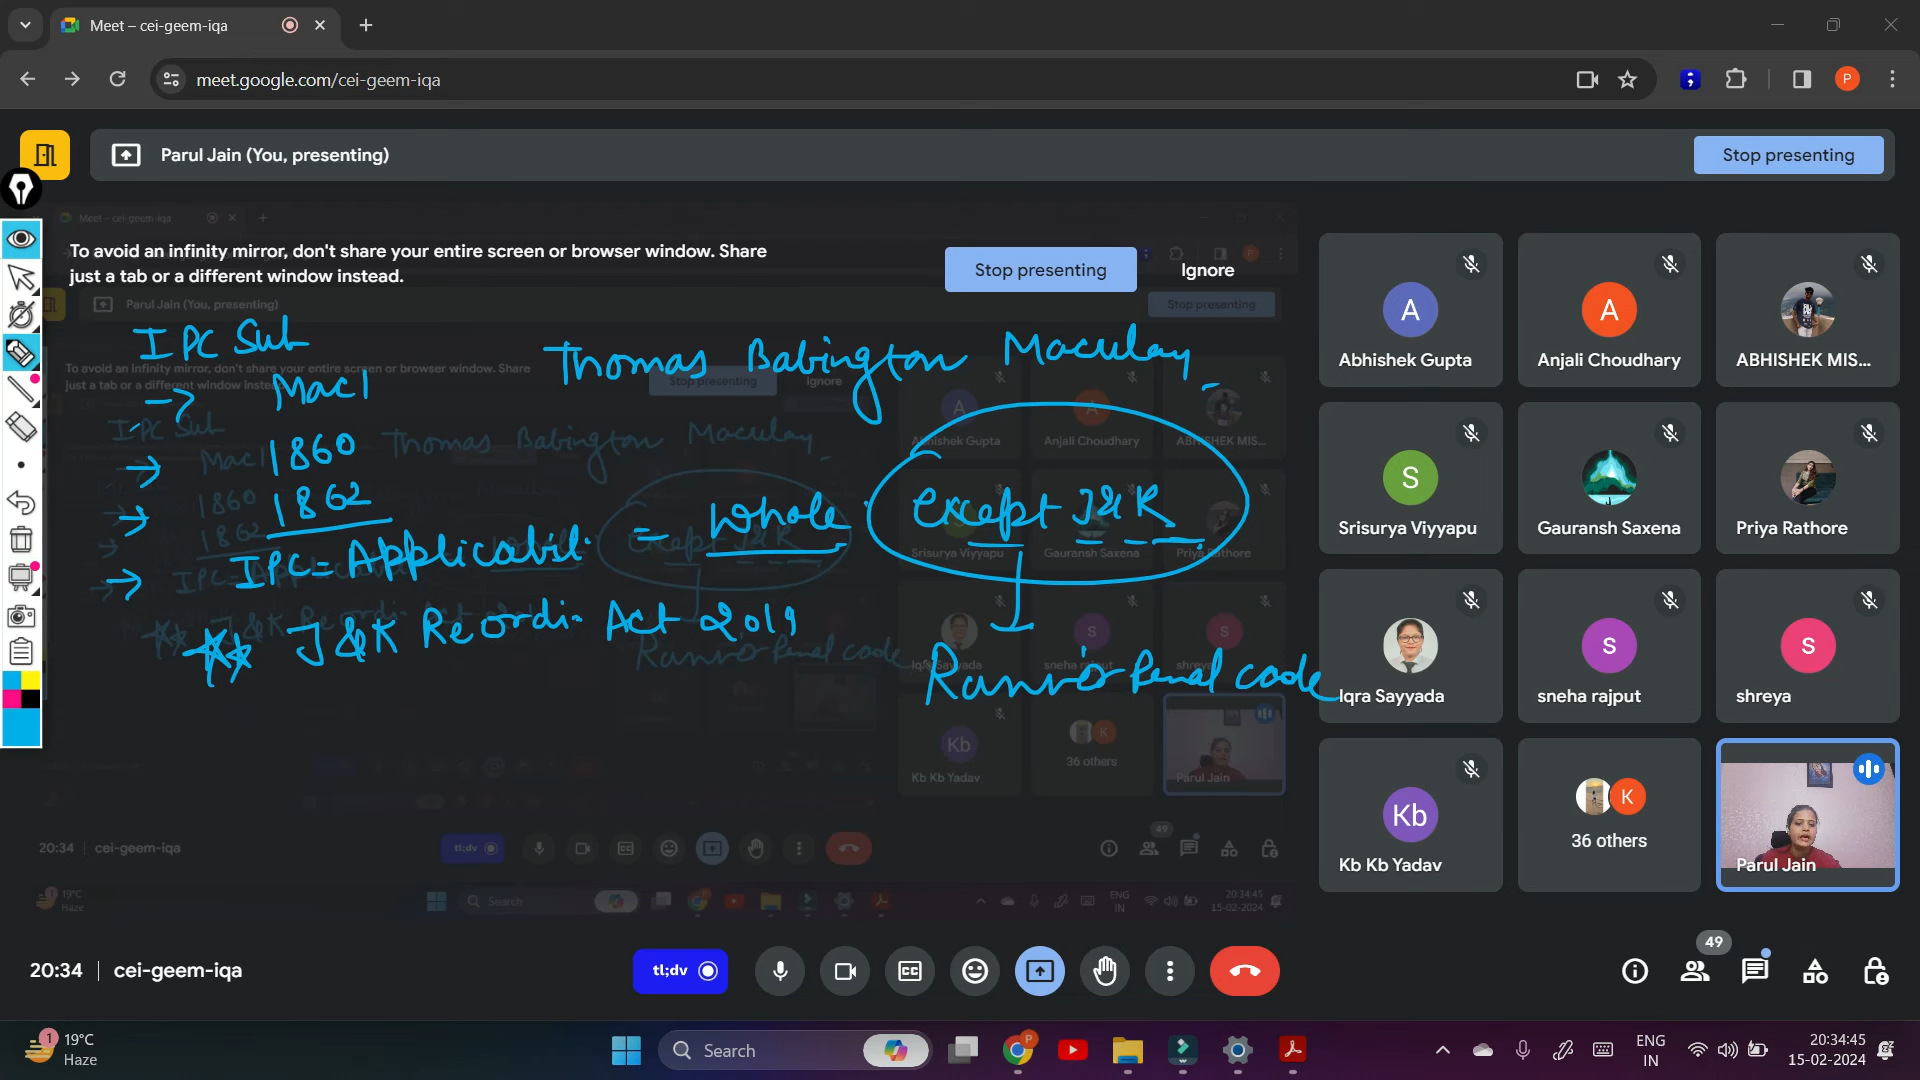 Meet – cei-geem-iqa
meet.google.com/cei-geem-iqa
P
Parul Jain (You, presenting)
Stop presenting
To avoid an infinity mirror, don't share your entire screen or browser window. Share
just a tab or a different window instead.
Stop presenting
Ignore
IPC Sub
Thomas Babington Maculay
→ Mac1
→ 1860
→ 1862
→ IPC = Applicabil = Whole except J&K
J&K Reordi- Act 2019
Penal code
A
Abhishek Gupta
A
Anjali Choudhary
ABHISHEK MIS...
S
Srisurya Viyyapu
Gauransh Saxena
Priya Rathore
Iqra Sayyada
s
sneha rajput
s
shreya
Kb
Kb Kb Yadav
K
36 others
Parul Jain
20:34 | cei-geem-iqa
tl;dv
CC
49
1
19°C
Haze
Search
P
ENG
IN
20:34:45
15-02-2024